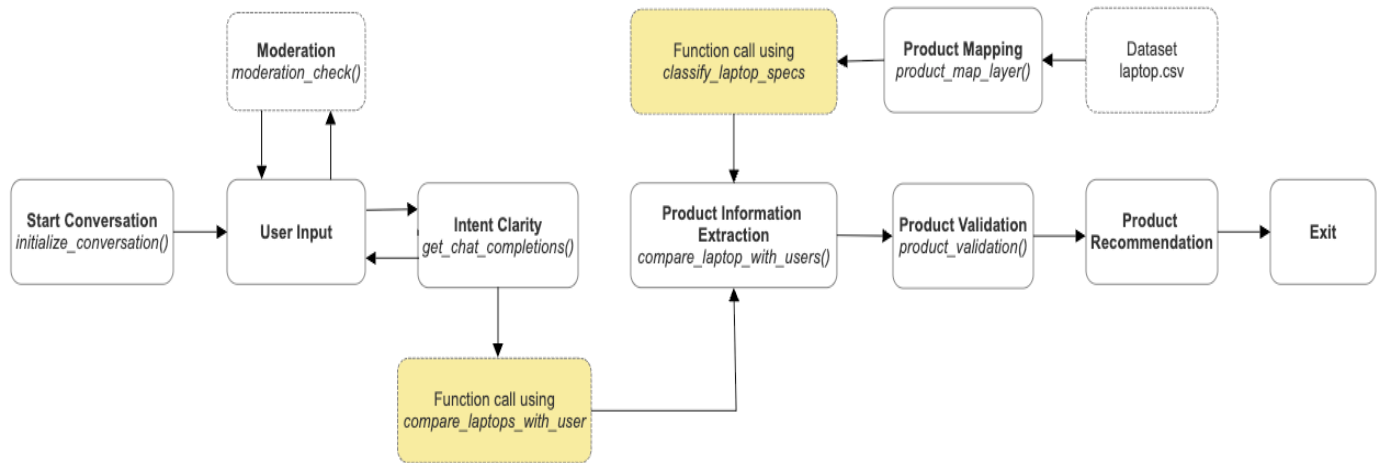 Moderation
moderation_check()
Function call using
classify_laptop_specs
Product Mapping
product_map_layer()
Dataset
laptop.csv
Start Conversation
initialize_conversation()
User Input
Intent Clarity
get_chat_completions()
Product Information
Extraction
compare_laptop_with_users()
Product Validation
product_validation()
Product
Recommendation
Exit
Function call using
compare_laptops_with_user